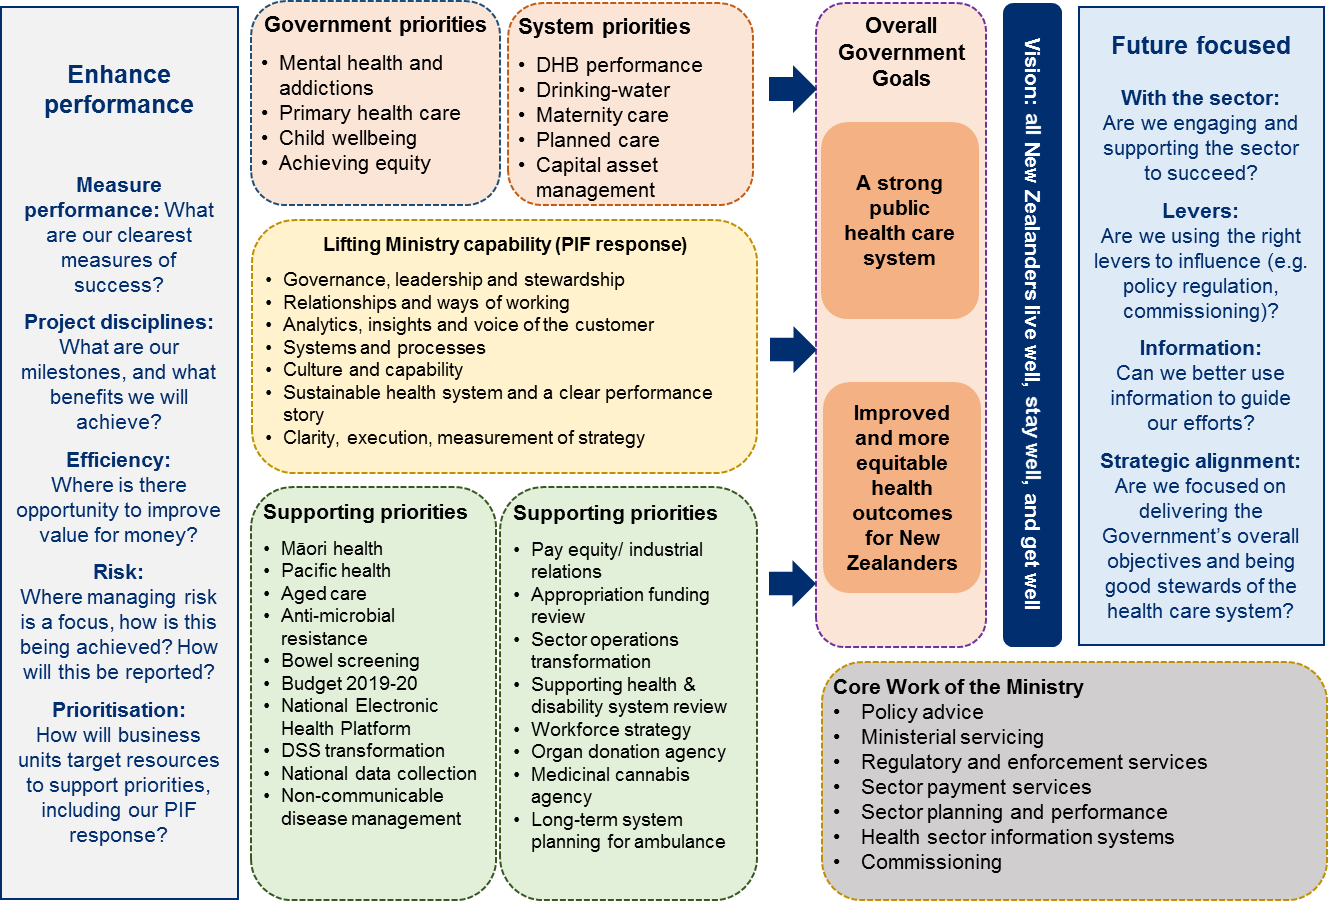 Enhance
performance
Measure
performance: What
are our clearest
measures of
success?
Project disciplines:
What are our
milestones, and what
benefits we will
achieve?
Efficiency:
Where is there
opportunity to improve
value for money?
Risk:
Where managing risk
is a focus, how is this
being achieved? How
will this be reported?
Prioritisation:
How will business
units target resources
to support priorities,
including our PIF
response?
Government priorities
• Mental health and
addictions
• Primary health care
• Child wellbeing
• Achieving equity
System priorities
• DHB performance
• Drinking-water
• Maternity care
• Planned care
• Capital asset
management
Lifting Ministry capability (PIF response)
• Governance, leadership and stewardship
• Relationships and ways of working
• Analytics, insights and voice of the customer
• Systems and processes
• Culture and capability
• Sustainable health system and a clear performance
story
• Clarity, execution, measurement of strategy
Supporting priorities
• Māori health
• Pacific health
• Aged care
• Anti-microbial
resistance
• Bowel screening
• Budget 2019-20
• National Electronic
Health Platform
• DSS transformation
• National data collection
• Non-communicable
disease management
Supporting priorities
• Pay equity/ industrial
relations
• Appropriation funding
review
• Sector operations
transformation
• Supporting health &
disability system review
• Workforce strategy
• Organ donation agency
• Medicinal cannabis
agency
• Long-term system
planning for ambulance
Overall
Government
Goals
A strong
public
health care
system
Improved
and more
equitable
health
outcomes
for New
Zealanders
Vision: all New Zealanders live well, stay well, and get well
Future focused
With the sector:
Are we engaging and
supporting the sector
to succeed?
Levers:
Are we using the right
levers to influence (e.g.
policy regulation,
commissioning)?
Information:
Can we better use
information to guide
our efforts?
Strategic alignment:
Are we focused on
delivering the
Government's overall
objectives and being
good stewards of the
health care system?
Core Work of the Ministry
• Policy advice
• Ministerial servicing
• Regulatory and enforcement services
• Sector payment services
• Sector planning and performance
• Health sector information systems
• Commissioning